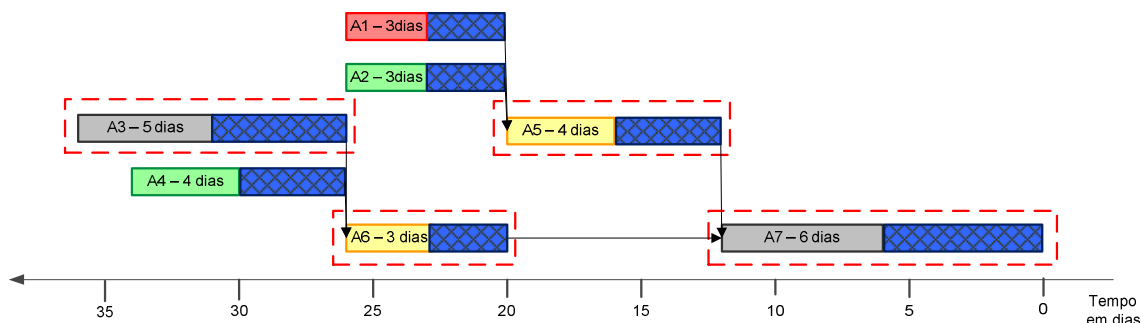 A1 – 3dias
A2 – 3dias
A3 – 5 dias
A5 – 4 dias
A4 – 4 dias
A6 – 3 dias
A7 – 6 dias
35
30
25
20
15
10
5
0
Tempo
em dias